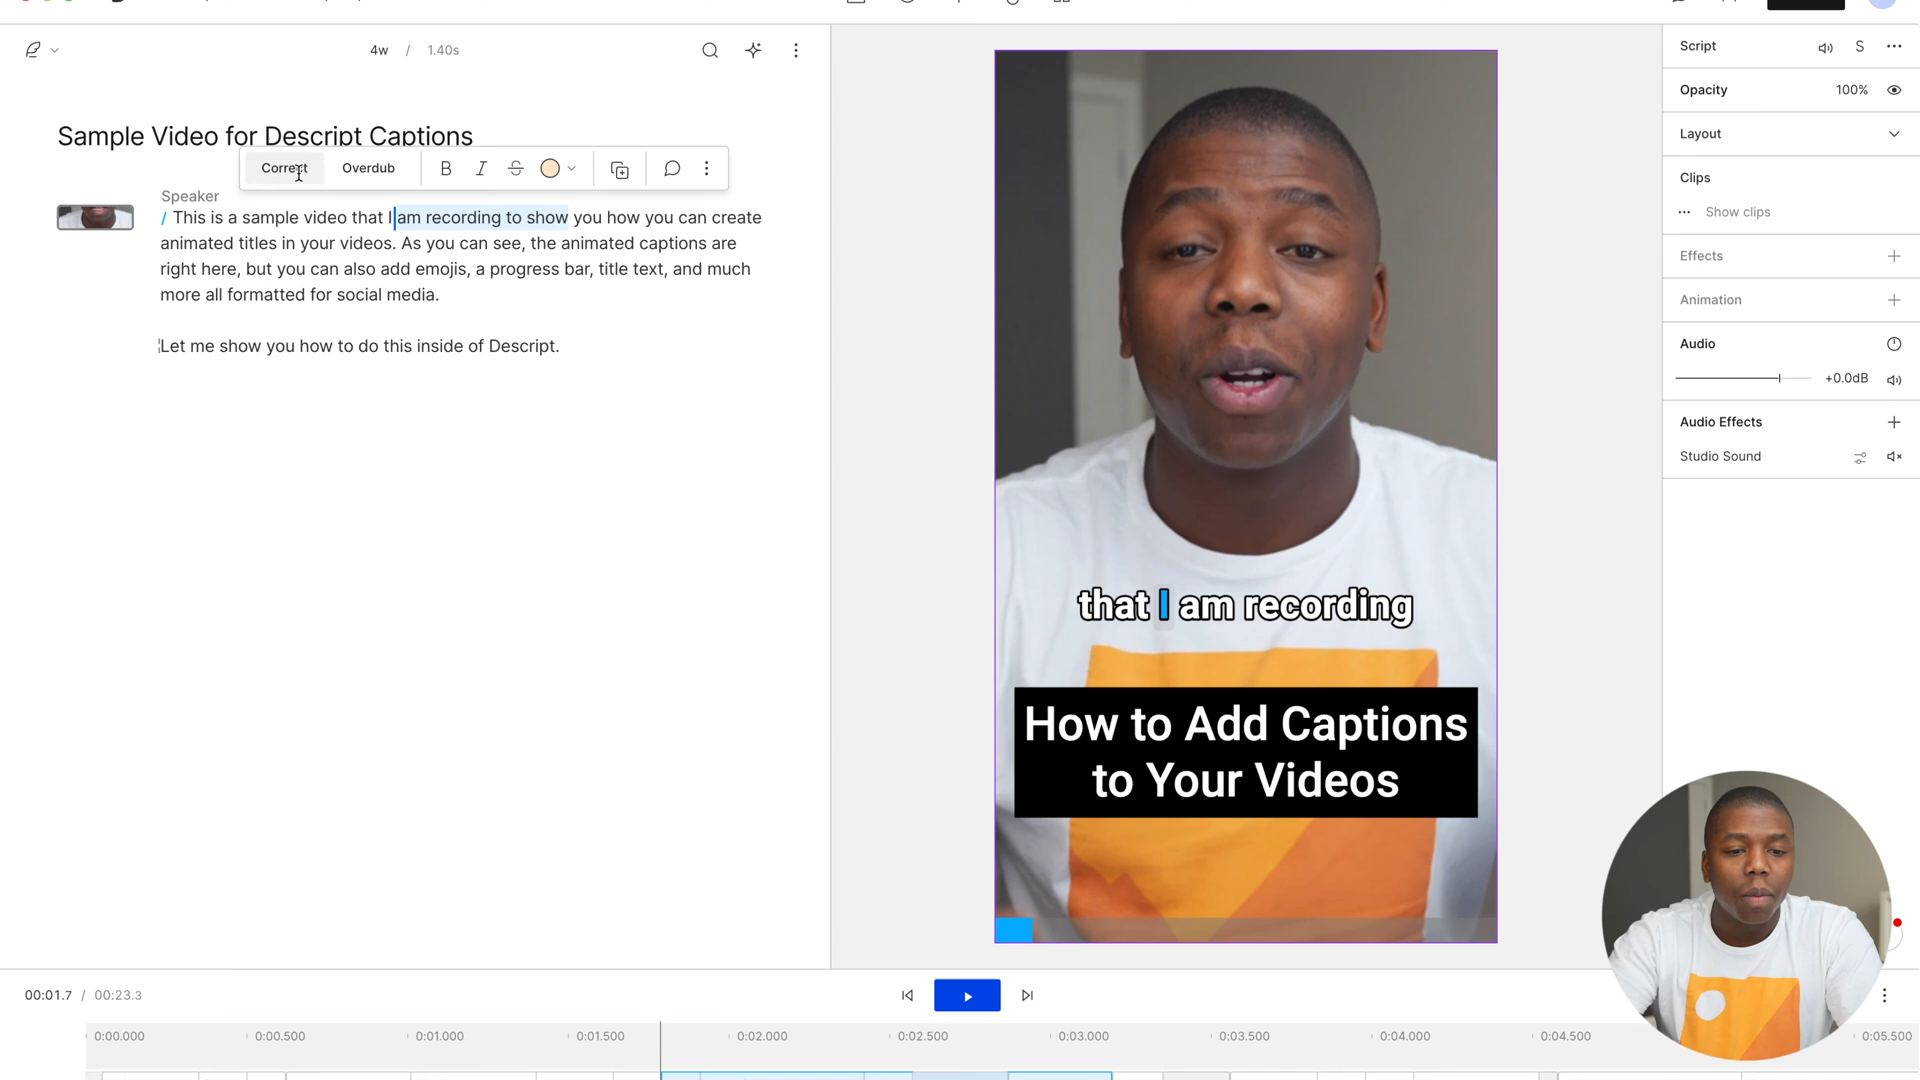 4w / 1.40s
Sample Video for Descript Captions
Correct Overdub B I S
Speaker
/ This is a sample video that I am recording to show you how you can create
animated titles in your videos. As you can see, the animated captions are
right here, but you can also add emojis, a progress bar, title text, and much
more all formatted for social media.
Let me show you how to do this inside of Descript.
that I am recording
How to Add Captions
to Your Videos
Script S
Opacity 100%
Layout
Clips
Show clips
Effects
Animation
Audio
+0.0dB
Audio Effects
Studio Sound
00:01.7 / 00:23.3
0:00.000 0:00.500 0:01.000 0:01.500 0:02.000 0:02.500 0:03.000 0:03.500 0:04.000 0:04.500 0:05.500